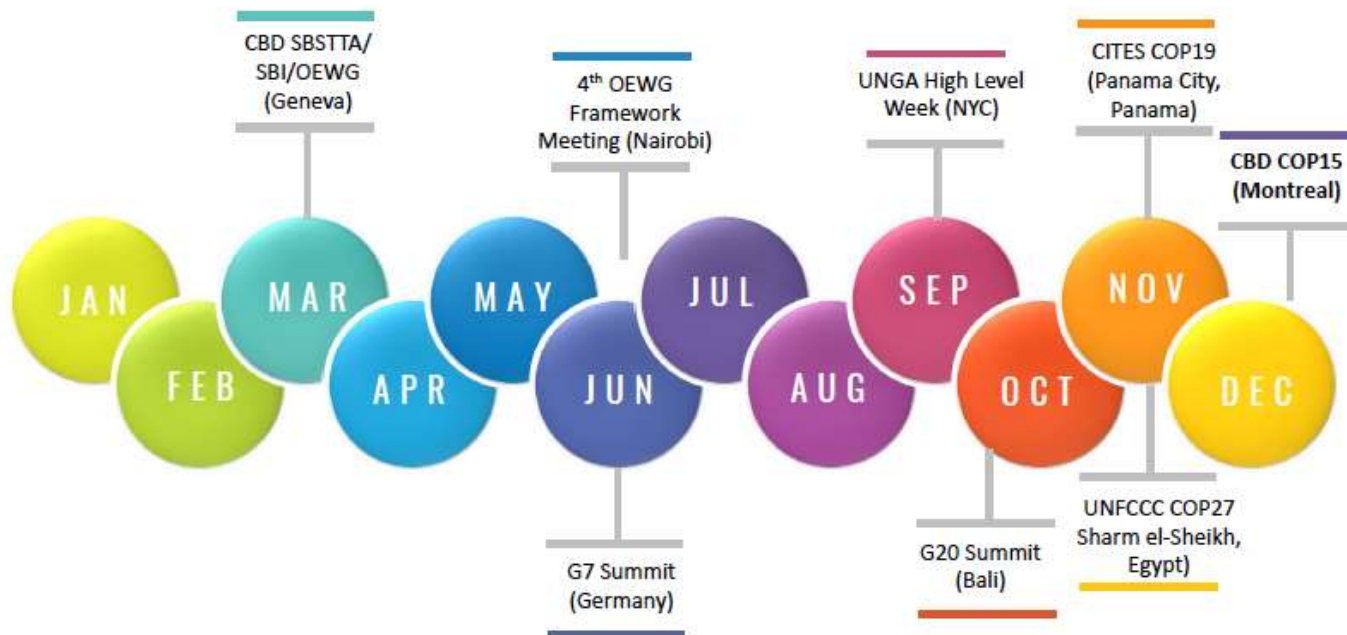 CBD SBSTTA/
SBI/OEWG
(Geneva)
4th OEWG
Framework
Meeting (Nairobi)
UNGA High Level
Week (NYC)
CITES COP19
(Panama City,
Panama)
CBD COP15
(Montreal)
JAN
FEB
MAR
APR
MAY
JUN
JUL
AUG
SEP
OCT
NOV
DEC
G7 Summit
(Germany)
G20 Summit
(Bali)
UNFCCC COP27
Sharm el-Sheikh,
Egypt)